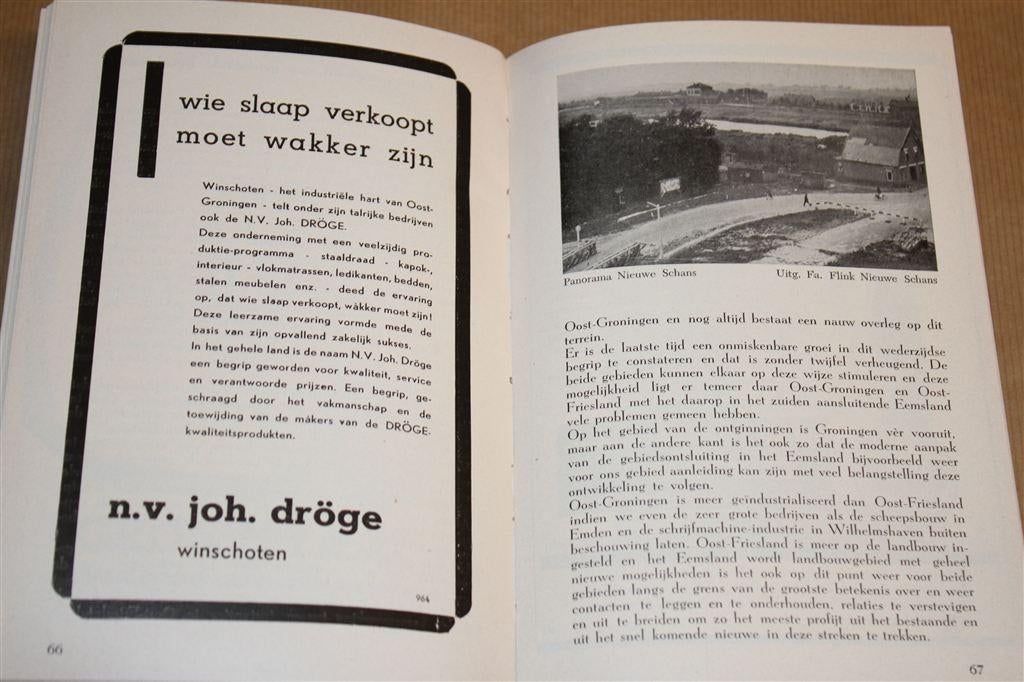 wie slaap verkoopt
moet wakker zijn
Winschoten - het industriële hart van Oost-
Groningen - telt onder zijn talrijke bedrijven
ook de N.V. Joh. DRÖGE.
Deze onderneming met een veelzijdig pro-
duktie-programma - staaldraad - kapok-,
interieur - vlokmatrassen, ledikanten, bedden,
stalen meubelen enz. - deed de ervaring
op, dat wie slaap verkoopt, wàkker moet zijn!
Deze leerzame ervaring vormde mede de
basis van zijn opvallend zakelijk sukses.
In het gehele land is de naam N.V. Joh. Dröge
een begrip geworden voor kwaliteit, service
en verantwoorde prijzen. Een begrip, ge-
schraagd door het vakmanschap en de
toewijding van de mákers van de DRÖGE-
kwaliteitsprodukten.
n.v. joh. dröge
winschoten
964
66
Panorama Nieuwe Schans Uitg. Fa. Flink Nieuwe Schans
Oost-Groningen en nog altijd bestaat een nauw overleg op dit
terrein.
Er is de laatste tijd een onmiskenbare groei in dit wederzijdse
begrip te constateren en dat is zonder twijfel verheugend. De
beide gebieden kunnen elkaar op deze wijze stimuleren en deze
mogelijkheid ligt er temeer daar Oost-Groningen en Oost-
Friesland met het daarop in het zuiden aansluitende Eemsland
vele problemen gemeen hebben.
Op het gebied van de ontginningen is Groningen vèr vooruit,
maar aan de andere kant is het ook zo dat de moderne aanpak
van de gebiedsontsluiting in het Eemsland bijvoorbeeld weer
voor ons gebied aanleiding kan zijn met veel belangstelling deze
ontwikkeling te volgen.
Oost-Groningen is meer geïndustrialiseerd dan Oost-Friesland
indien we even de zeer grote bedrijven als de scheepsbouw in
Emden en de schrijfmachine-industrie in Wilhelmshaven buiten
beschouwing laten. Oost-Friesland is meer op de landbouw in-
gesteld en het Eemsland wordt landbouwgebied met geheel
nieuwe mogelijkheden is het ook op dit punt weer voor beide
gebieden langs de grens van de grootste betekenis over en weer
contacten te leggen en te onderhouden, relaties te verstevigen
en uit te breiden om zo het meeste profijt uit het bestaande en
uit het snel komende nieuwe in deze streken te trekken.
67